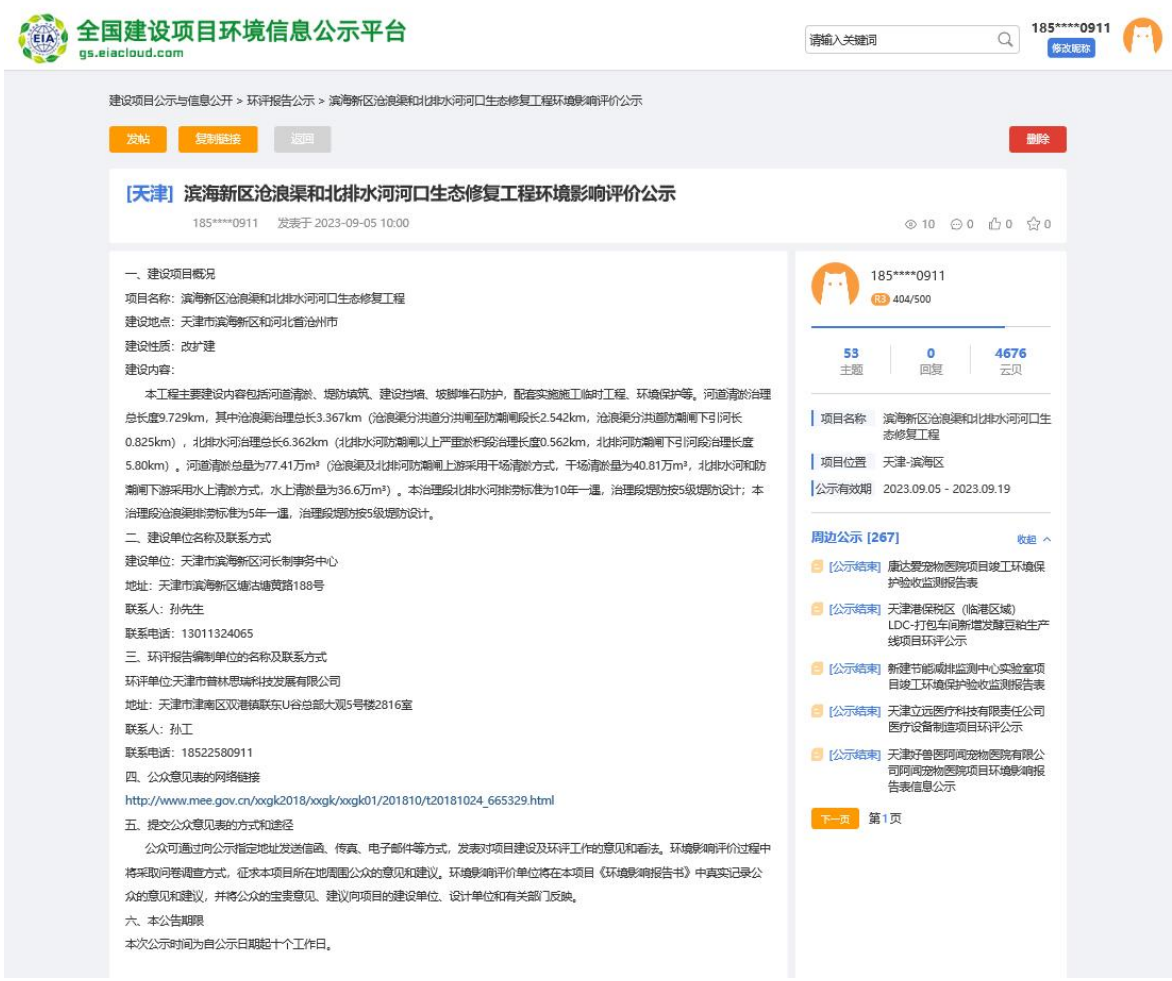 EIA
全国建设项目环境信息公示平台
gs.eiacloud.com
请输入关键词
185****0911
修改昵称
建设项目公示与信息公开 > 环评报告公示 > 滨海新区沧浪渠和北排水河河口生态修复工程环境影响评价公示
发帖
复制链接
返回
删除
[天津] 滨海新区沧浪渠和北排水河河口生态修复工程环境影响评价公示
185****0911 发表于 2023-09-05 10:00
10 0 0 0
一、建设项目概况
项目名称：滨海新区沧浪渠和北排水河河口生态修复工程
建设地点：天津市滨海新区和河北省沧州市
建设性质：改扩建
建设内容：
本工程主要建设内容包括河道清淤、堤防填筑、建设挡墙、坡脚堆石防护，配套实施施工临时工程、环境保护等。河道清淤治理
总长度9.729km，其中沧浪渠治理总长3.367km（沧浪渠分洪道分洪闸至防潮闸段长2.542km，沧浪渠分洪道防潮闸下引河长
0.825km），北排水河治理总长6.362km（北排水河防潮闸以上严重淤积段治理长度0.562km，北排河防潮闸下引河段治理长度
5.80km）。河道清淤总量为77.41万m³（沧浪渠及北排河防潮闸上游采用干场清淤方式，干场清淤量为40.81万m³，北排水河和防
潮闸下游采用水上清淤方式，水上清淤量为36.6万m³）。本治理段北排水河排涝标准为10年一遇，治理段堤防按5级堤防设计；本
治理段沧浪渠排涝标准为5年一遇，治理段堤防按5级堤防设计。
二、建设单位名称及联系方式
建设单位：天津市滨海新区河长制事务中心
地址：天津市滨海新区塘沽塘黄路188号
联系人：孙先生
联系电话：13011324065
三、环评报告编制单位的名称及联系方式
环评单位:天津市普林思瑞科技发展有限公司
地址：天津市津南区双港镇联东U谷总部大观5号楼2816室
联系人：孙工
联系电话：18522580911
四、公众意见表的网络链接
http://www.mee.gov.cn/xxgk2018/xxgk/xxgk01/201810/t20181024_665329.html
五、提交公众意见表的方式和途径
公众可通过向公示指定地址发送信函、传真、电子邮件等方式，发表对项目建设及环评工作的意见和看法。环境影响评价过程中
将采取问卷调查方式，征求本项目所在地周围公众的意见和建议。环境影响评价单位将在本项目《环境影响报告书》中真实记录公
众的意见和建议，并将公众的宝贵意见、建议向项目的建设单位、设计单位和有关部门反映。
六、本公告期限
本次公示时间为自公示日期起十个工作日。
185****0911
R3 404/500
53 0 4676
主题 回复 云贝
项目名称 滨海新区沧浪渠和北排水河河口生
态修复工程
项目位置 天津-滨海区
公示有效期 2023.09.05 - 2023.09.19
周边公示 [267] 收起
[公示结束] 康达爱宠物医院项目竣工环境保
护验收监测报告表
[公示结束] 天津港保税区（临港区域）
LDC-打包车间新增发酵豆粕生产
线项目环评公示
[公示结束] 新建节能减排监测中心实验室项
目竣工环境保护验收监测报告表
[公示结束] 天津立远医疗科技有限责任公司
医疗设备制造项目环评公示
[公示结束] 天津好兽医阿闻宠物医院有限公
司阿闻宠物医院项目环境影响报
告表信息公示
下一页 第1页